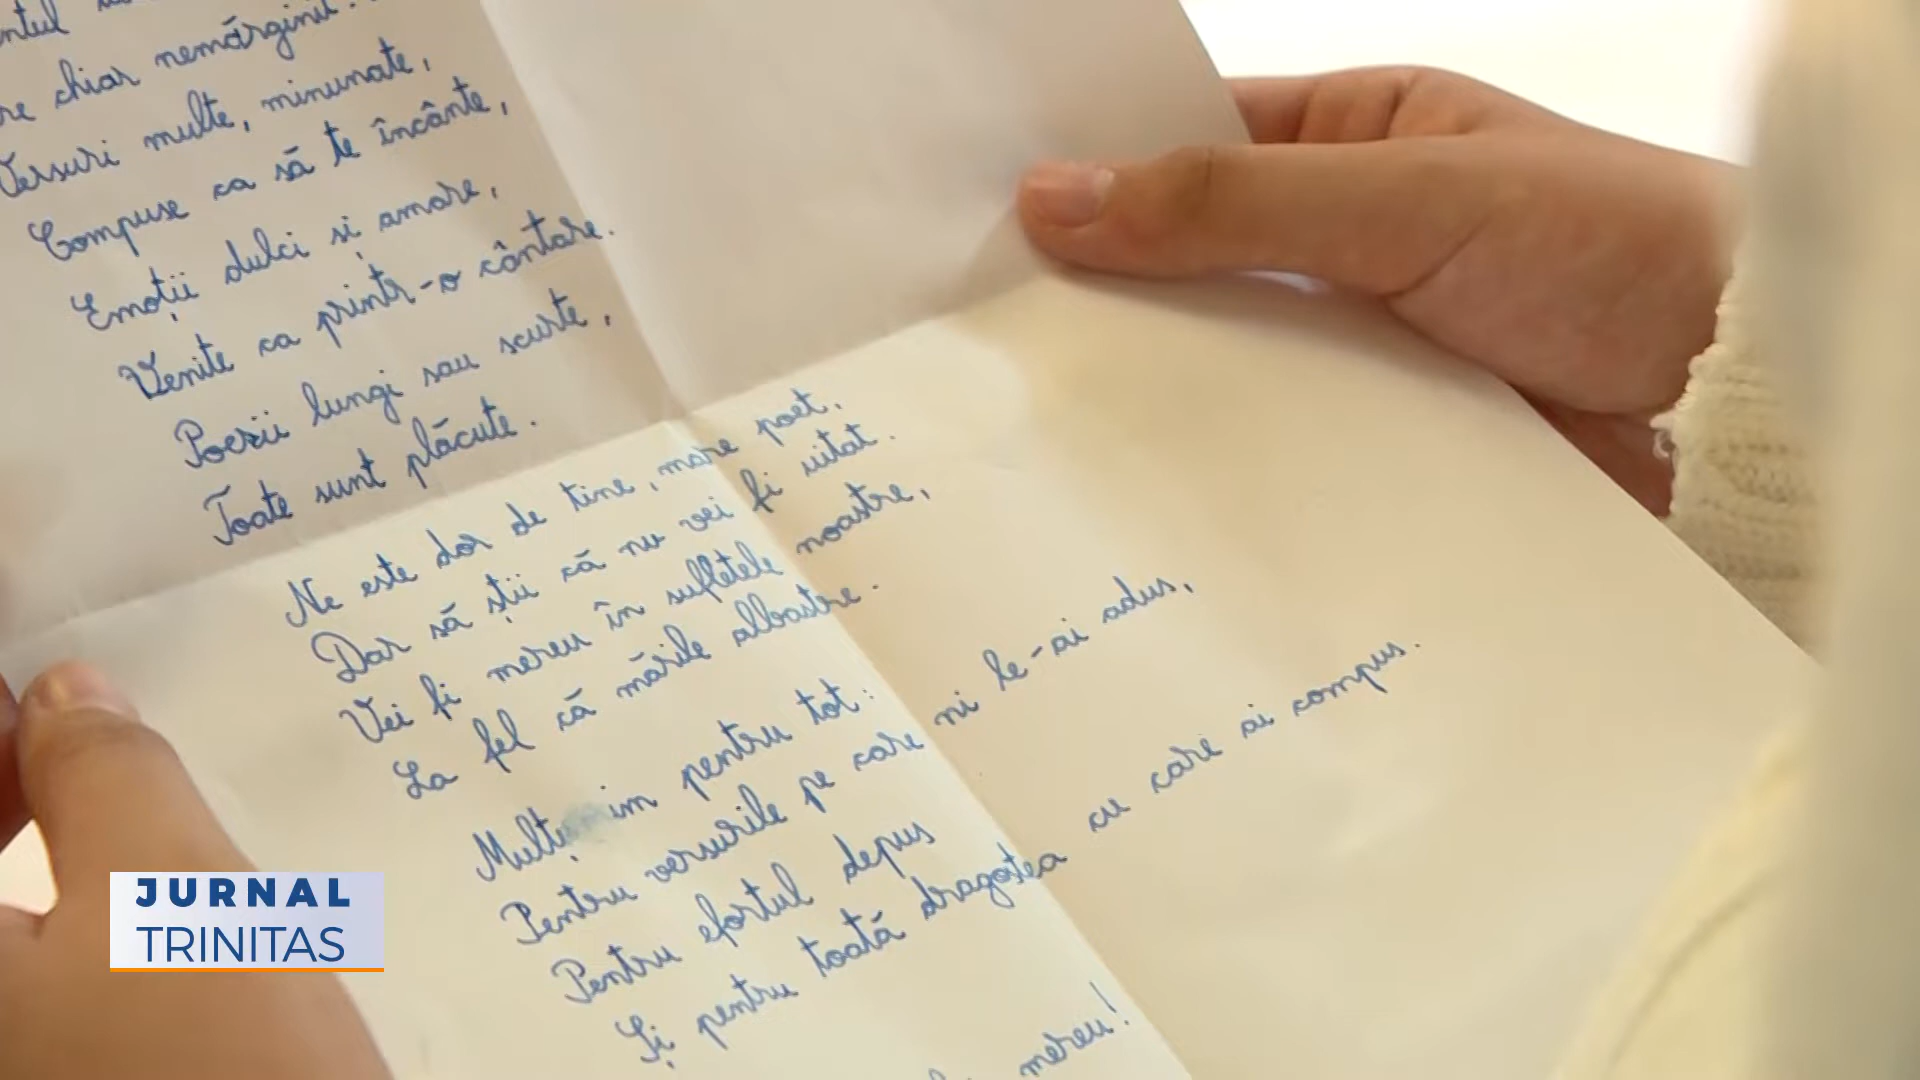 chiar nemărginit.
Versuri multe, minunate,
Compuse ca să te încânte,
Emoții dulci și amare,
Venite ca printr-o cântare.
Poezii lungi sau scurte,
Toate sunt plăcute.
Ne este dor de tine, mare poet,
Dar să știi că nu vei fi uitat.
Vei fi mereu în sufletele noastre,
La fel că mările albastre.
Mulțim pentru tot:
Pentru versurile pe care ni le-ai adus,
Pentru efortul depus
Și pentru toată dragostea cu care ai compus.
mereu!
JURNAL
TRINITAS